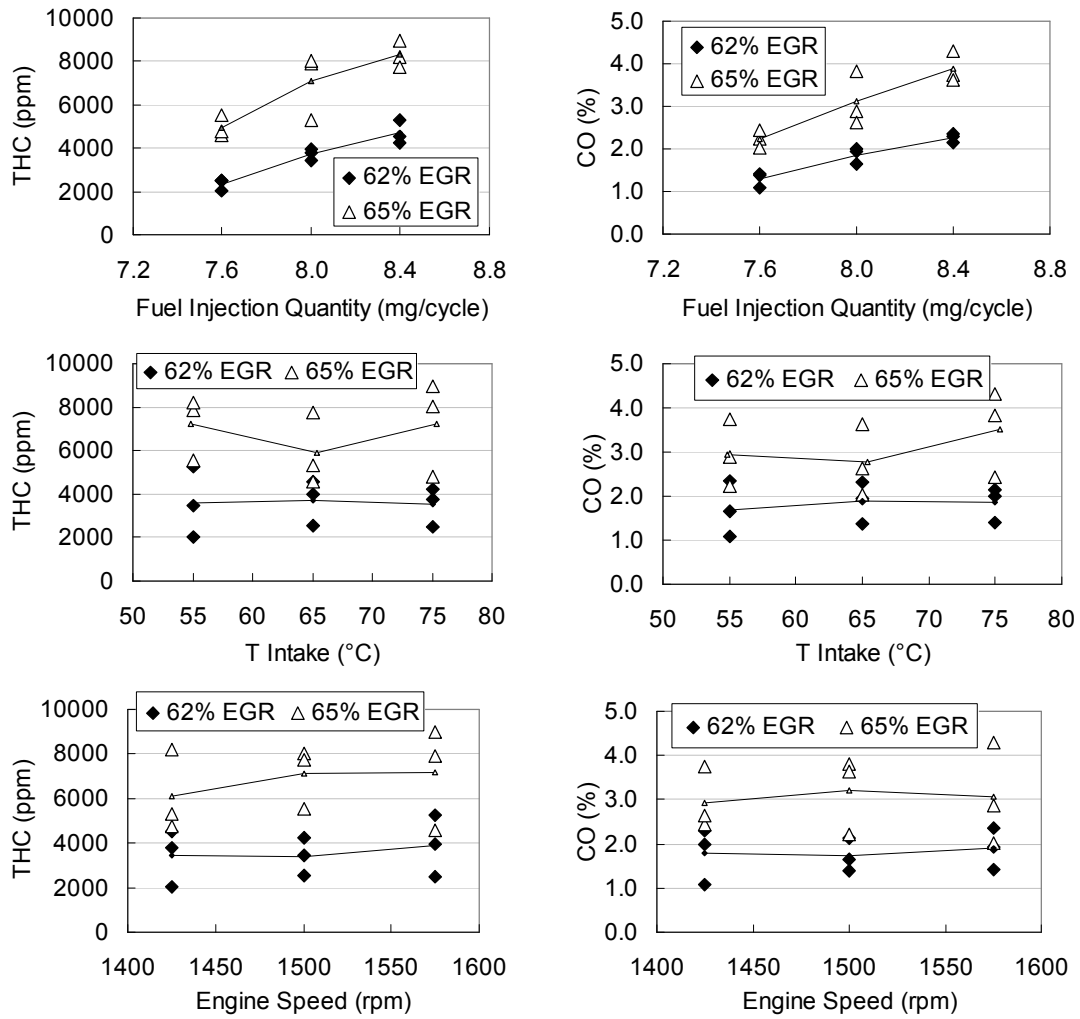 THC (ppm)
10000
8000
6000
4000
2000
0
62% EGR
65% EGR
7.2 7.6 8.0 8.4 8.8
Fuel Injection Quantity (mg/cycle)
CO (%)
5.0
4.0
3.0
2.0
1.0
0.0
62% EGR
65% EGR
7.2 7.6 8.0 8.4 8.8
Fuel Injection Quantity (mg/cycle)
THC (ppm)
10000
8000
6000
4000
2000
0
62% EGR 65% EGR
50 55 60 65 70 75 80
T Intake (°C)
CO (%)
5.0
4.0
3.0
2.0
1.0
0.0
62% EGR 65% EGR
50 55 60 65 70 75 80
T Intake (°C)
THC (ppm)
10000
8000
6000
4000
2000
0
62% EGR 65% EGR
1400 1450 1500 1550 1600
Engine Speed (rpm)
CO (%)
5.0
4.0
3.0
2.0
1.0
0.0
62% EGR 65% EGR
1400 1450 1500 1550 1600
Engine Speed (rpm)